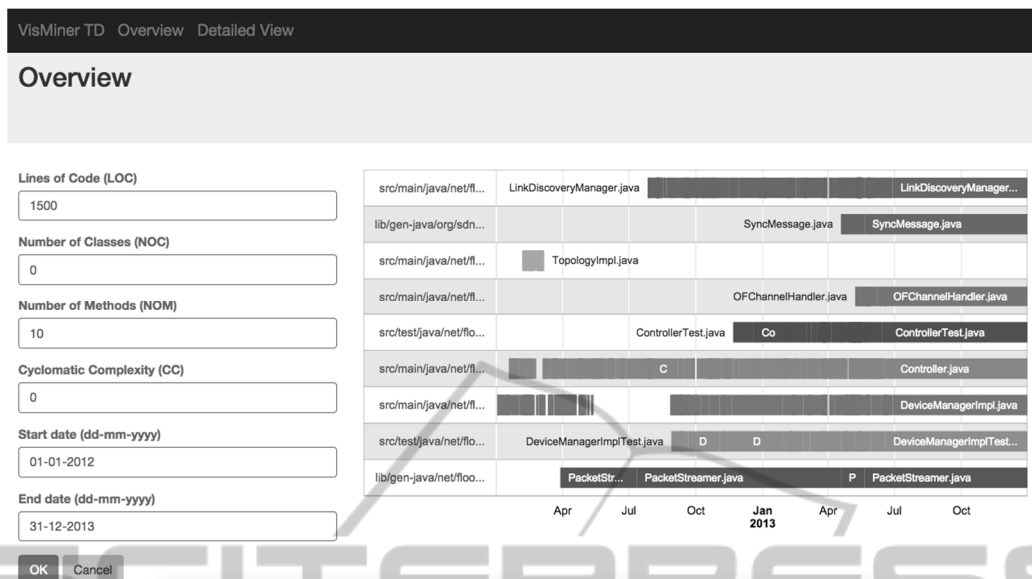 VisMiner TD Overview Detailed View
Overview
Lines of Code (LOC)
1500
Number of Classes (NOC)
0
Number of Methods (NOM)
10
Cyclomatic Complexity (CC)
0
Start date (dd-mm-yyyy)
01-01-2012
End date (dd-mm-yyyy)
31-12-2013
OK Cancel
src/main/java/net/fl... LinkDiscoveryManager.java LinkDiscoveryManager...
lib/gen-java/org/sdn... SyncMessage.java SyncMessage.java
src/main/java/net/fl... TopologyImpl.java
src/main/java/net/fl... OFChannelHandler.java OFChannelHandler.java
src/test/java/net/flo... ControllerTest.java Co ControllerTest.java
src/main/java/net/fl... C Controller.java
src/main/java/net/fl... DeviceManagerImpl.java
src/test/java/net/flo... DeviceManagerImplTest.java D D DeviceManagerImplTest...
lib/gen-java/net/floo... PacketStr... PacketStreamer.java P PacketStreamer.java
Apr Jul Oct Jan Apr Jul Oct
2013
SCITEPRESS